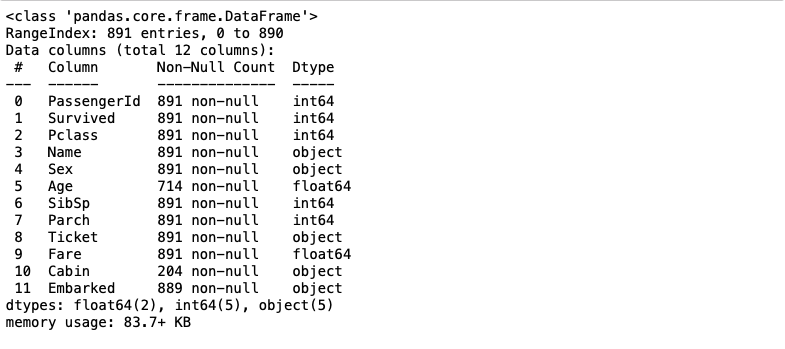 <class 'pandas.core.frame.DataFrame'>
RangeIndex: 891 entries, 0 to 890
Data columns (total 12 columns):
 #   Column       Non-Null Count  Dtype
---  ------       --------------  -----
 0   PassengerId  891 non-null    int64
 1   Survived     891 non-null    int64
 2   Pclass       891 non-null    int64
 3   Name         891 non-null    object
 4   Sex          891 non-null    object
 5   Age          714 non-null    float64
 6   SibSp        891 non-null    int64
 7   Parch        891 non-null    int64
 8   Ticket       891 non-null    object
 9   Fare         891 non-null    float64
 10  Cabin        204 non-null    object
 11  Embarked     889 non-null    object
dtypes: float64(2), int64(5), object(5)
memory usage: 83.7+ KB